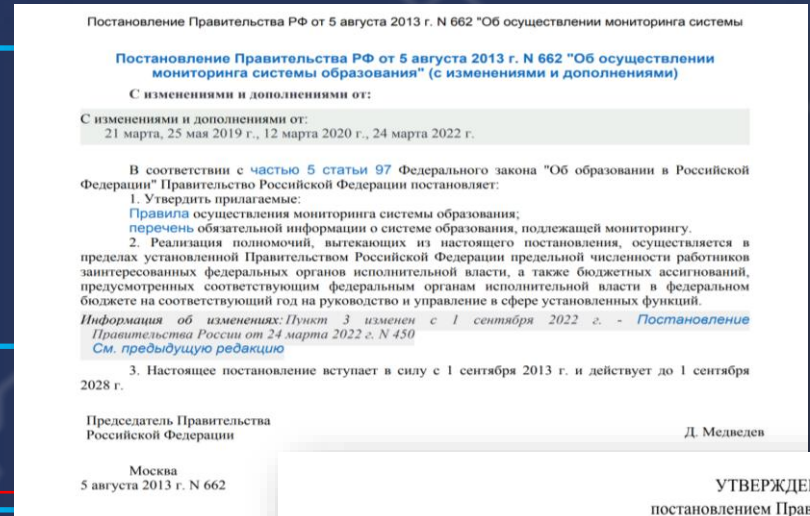 Постановление Правительства РФ от 5 августа 2013 г. N 662 "Об осуществлении мониторинга системы
Постановление Правительства РФ от 5 августа 2013 г. N 662 "Об осуществлении
мониторинга системы образования" (с изменениями и дополнениями)
С изменениями и дополнениями от:
С изменениями и дополнениями от:
21 марта, 25 мая 2019 г., 12 марта 2020 г., 24 марта 2022 г.
В соответствии с частью 5 статьи 97 Федерального закона "Об образовании в Российской
Федерации" Правительство Российской Федерации постановляет:
1. Утвердить прилагаемые:
Правила осуществления мониторинга системы образования;
перечень обязательной информации о системе образования, подлежащей мониторингу.
2. Реализация полномочий, вытекающих из настоящего постановления, осуществляется в
пределах установленной Правительством Российской Федерации предельной численности работников
заинтересованных федеральных органов исполнительной власти, а также бюджетных ассигнований,
предусмотренных соответствующим федеральным органам исполнительной власти в федеральном
бюджете на соответствующий год на руководство и управление в сфере установленных функций.
Информация об изменениях: Пункт 3 изменен с 1 сентября 2022 г. - Постановление
Правительства России от 24 марта 2022 г. N 450
См. предыдущую редакцию
3. Настоящее постановление вступает в силу с 1 сентября 2013 г. и действует до 1 сентября
2028 г.
Председатель Правительства
Российской Федерации
Д. Медведев
Москва
5 августа 2013 г. N 662
УТВЕРЖДЕ
постановлением Прав